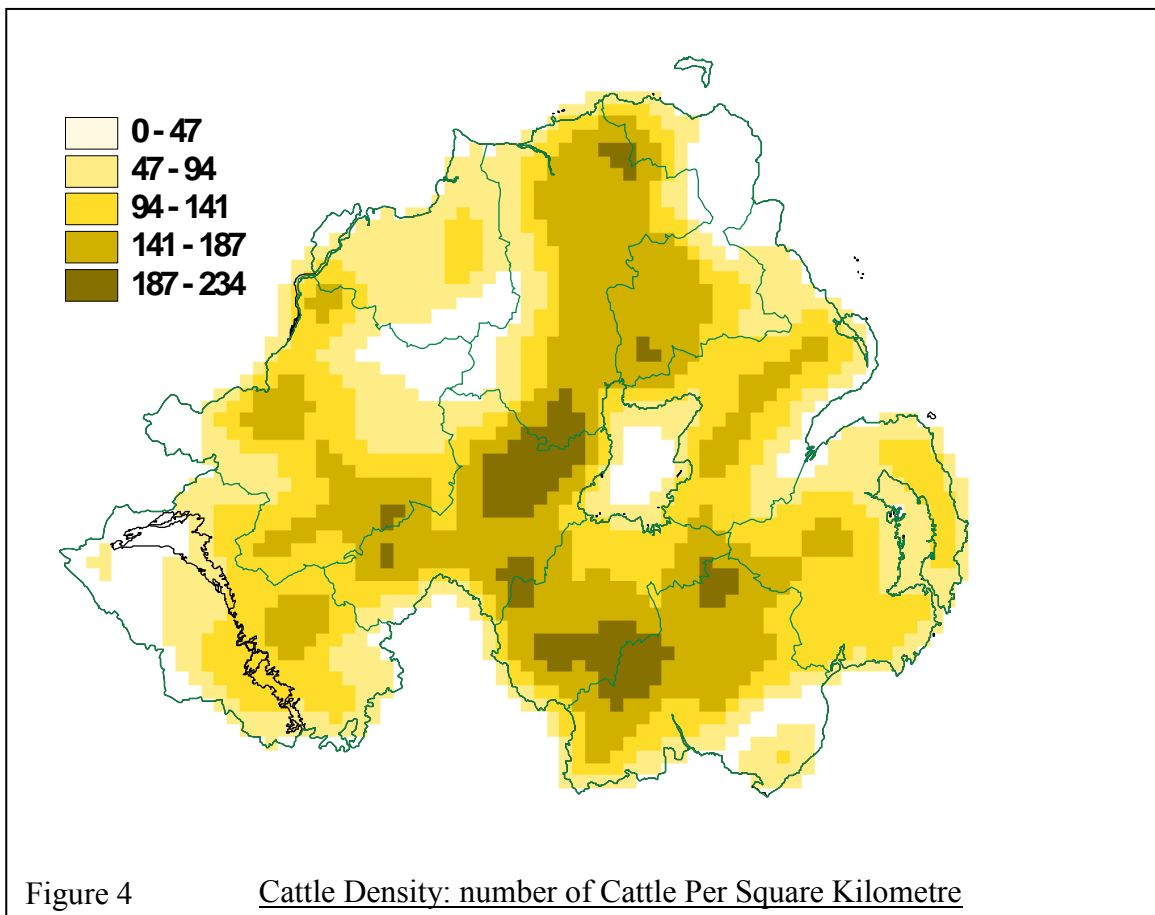 0 - 47
47 - 94
94 - 141
141 - 187
187 - 234
Figure 4 Cattle Density: number of Cattle Per Square Kilometre